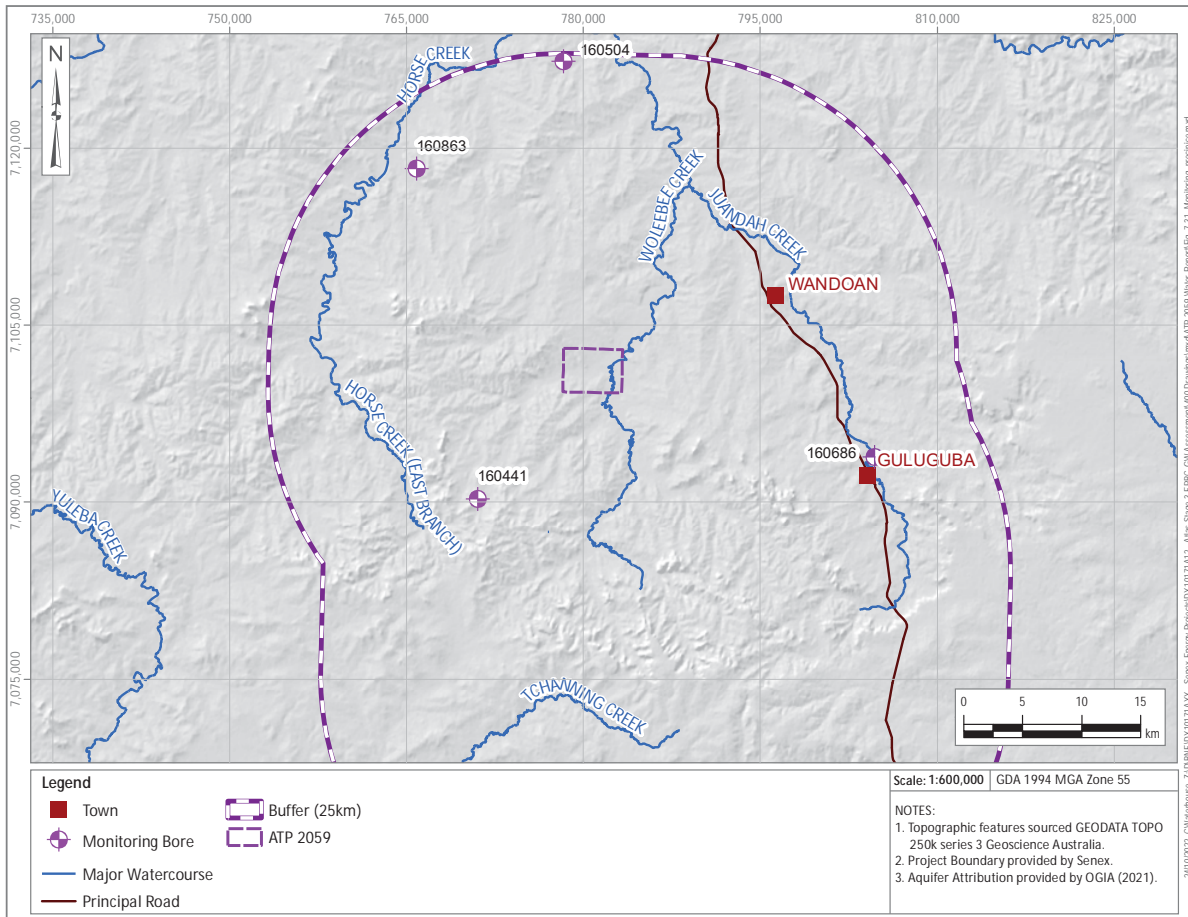 735,000
750,000
765,000
780,000
795,000
810,000
825,000
N
7,120,000
7,105,000
7,090,000
7,075,000
HORSE CREEK
160504
160863
WOLEEBEE CREEK
JUANDAH CREEK
WANDOAN
HORSE CREEK (EAST BRANCH)
160686
GULUGUBA
160441
YULEBA CREEK
TCHANNING CREEK
0 5 10 15
km
Legend
Town
Monitoring Bore
Major Watercourse
Principal Road
Buffer (25km)
ATP 2059
Scale: 1:600,000
GDA 1994 MGA Zone 55
NOTES:
1. Topographic features sourced GEODATA TOPO
250k series 3 Geoscience Australia.
2. Project Boundary provided by Senex.
3. Aquifer Attribution provided by OGIA (2021).